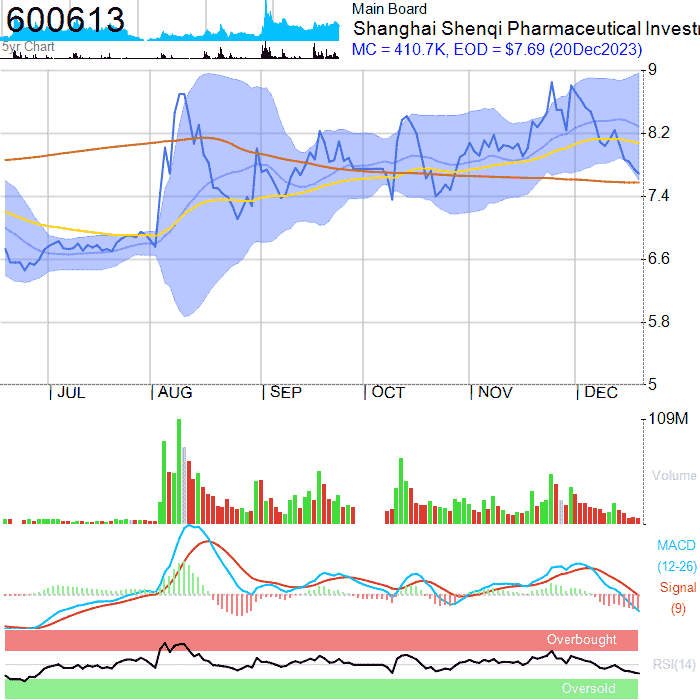 600613
5yr Chart
Main Board
Shanghai Shenqi Pharmaceutical Investr
MC = 410.7K, EOD = $7.69 (20Dec2023)
9
8.2
7.4
6.6
5.8
5
JUL AUG SEP OCT NOV DEC
109M
Volume
MACD
(12-26)
Signal
(9)
Overbought
RSI(14)
Oversold